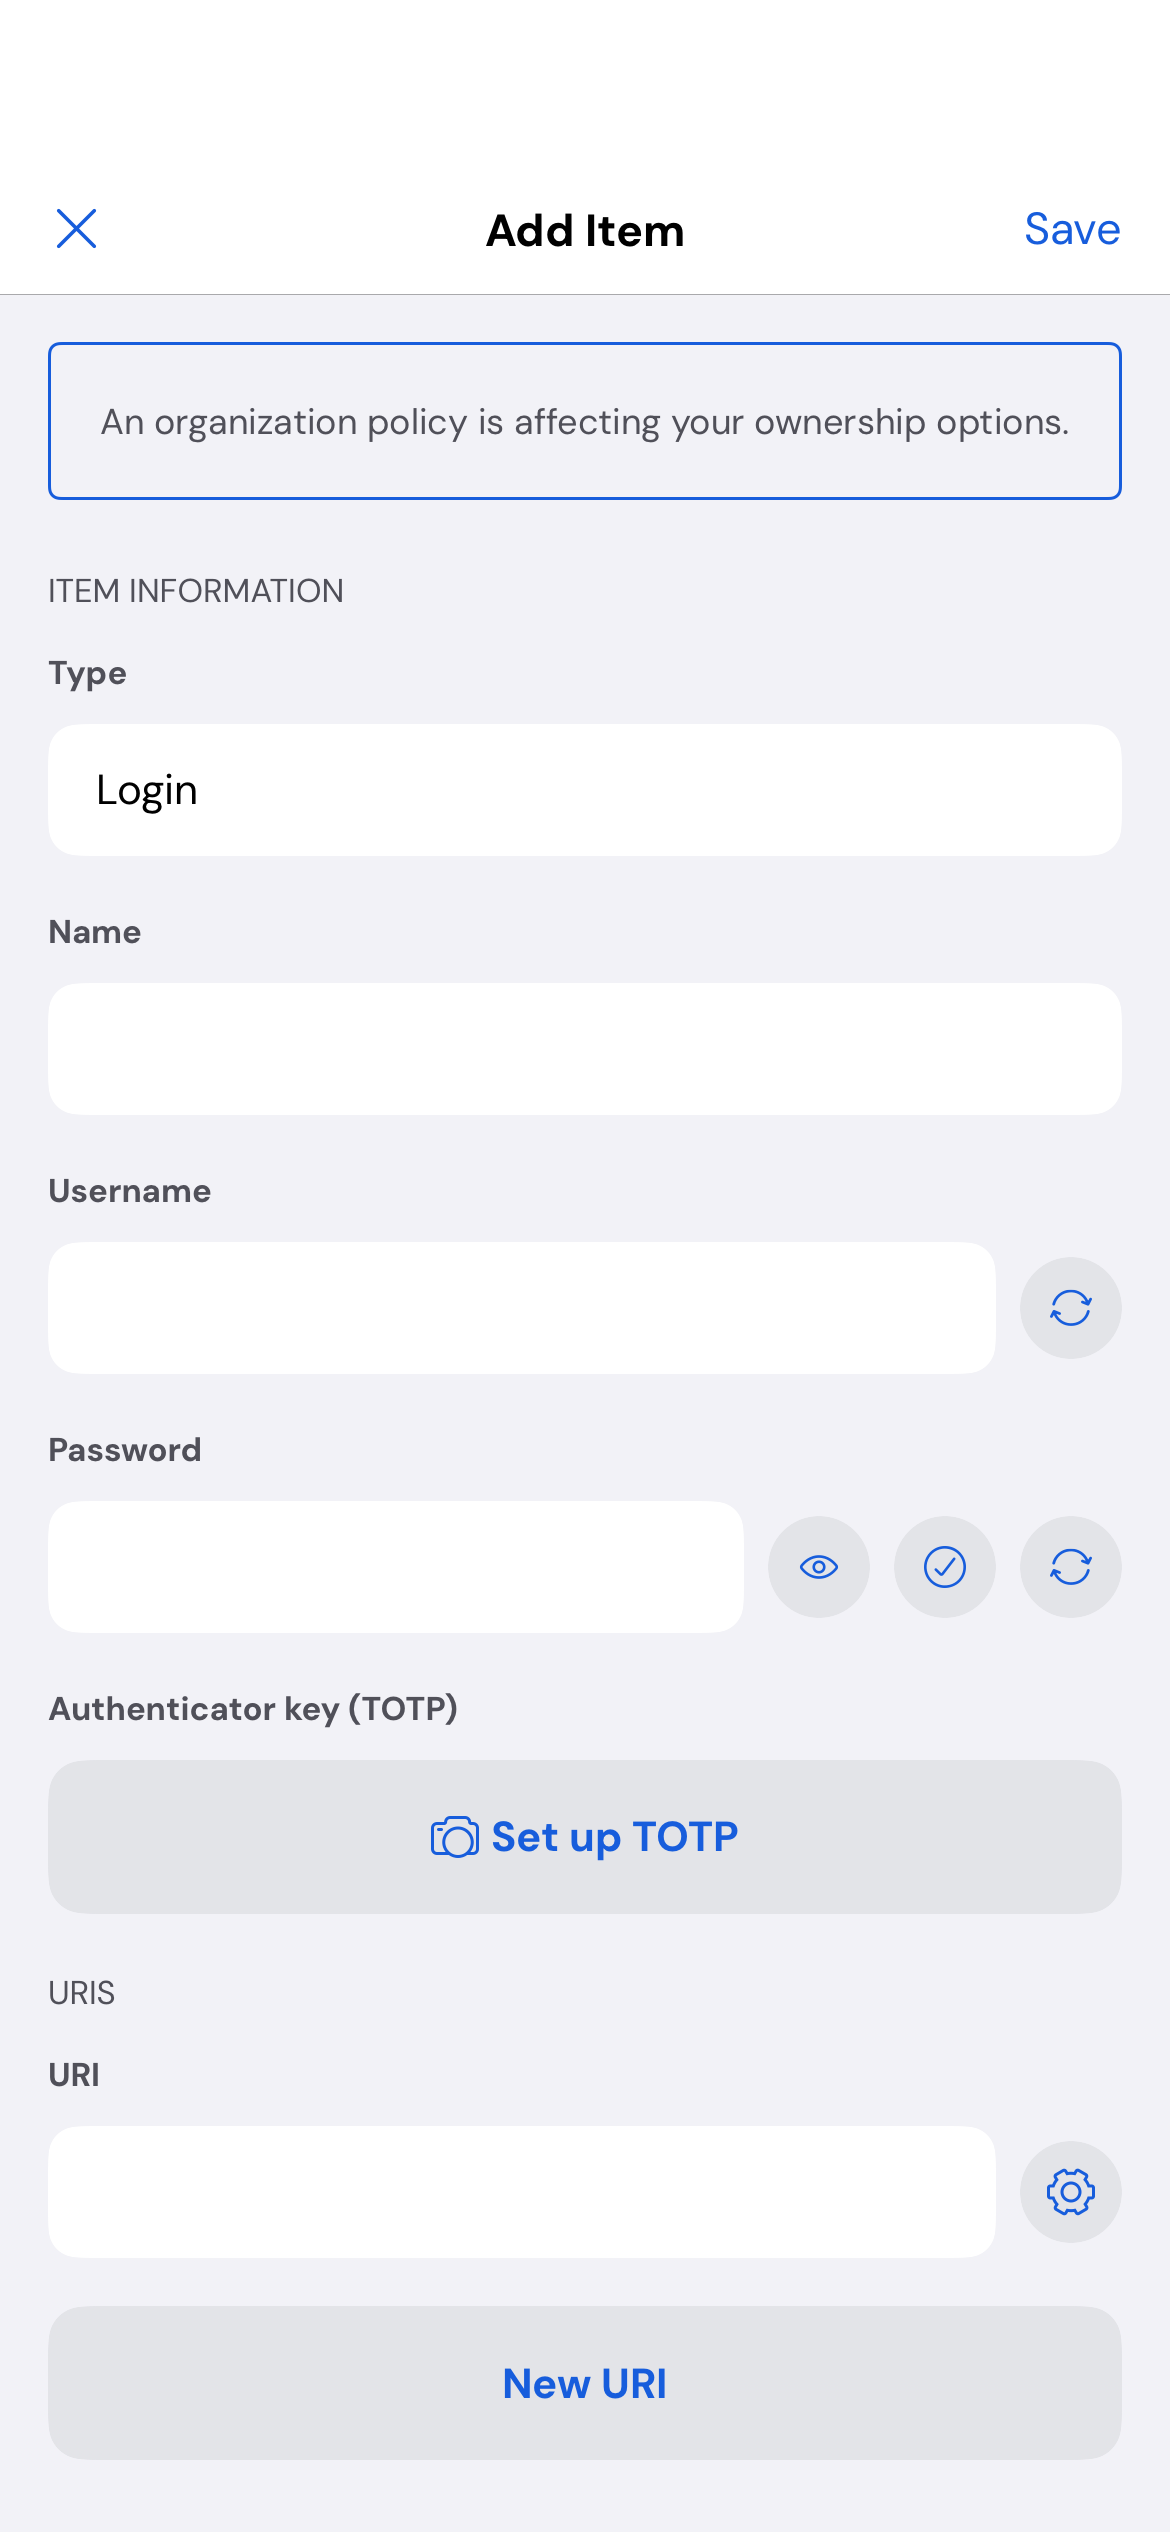 Add Item
Save
An organization policy is affecting your ownership options.
ITEM INFORMATION
Type
Login
Name
Username
Password
Authenticator key (TOTP)
Set up TOTP
URIS
URI
New URI